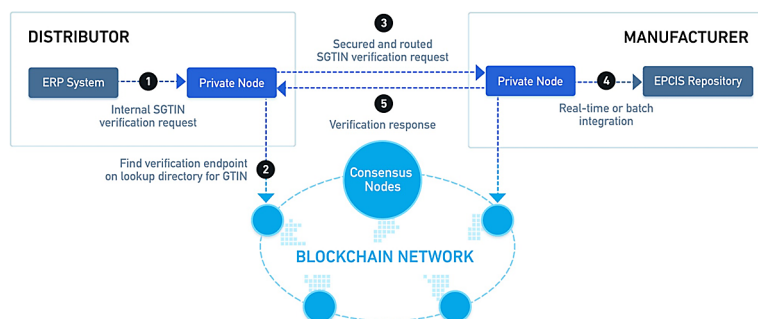 DISTRIBUTOR
MANUFACTURER
3
Secured and routed
SGTIN verification request
ERP System
1
Private Node
Private Node
4
EPCIS Repository
Internal SGTIN
verification request
5
Verification response
Real-time or batch
integration
Find verification endpoint
on lookup directory for GTIN
2
Consensus
Nodes
BLOCKCHAIN NETWORK